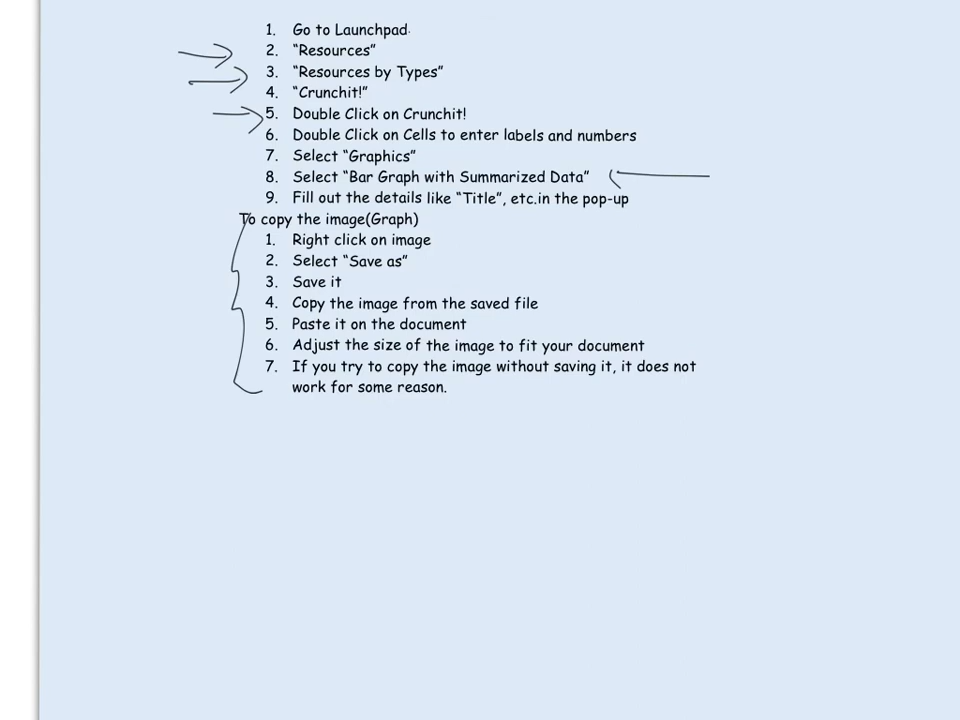 1. Go to Launchpad
2. “Resources”
3. “Resources by Types”
4. “Crunchit!”
5. Double Click on Crunchit!
6. Double Click on Cells to enter labels and numbers
7. Select “Graphics”
8. Select “Bar Graph with Summarized Data”
9. Fill out the details like “Title”, etc.in the pop-up
To copy the image(Graph)
1. Right click on image
2. Select “Save as”
3. Save it
4. Copy the image from the saved file
5. Paste it on the document
6. Adjust the size of the image to fit your document
7. If you try to copy the image without saving it, it does not
work for some reason.